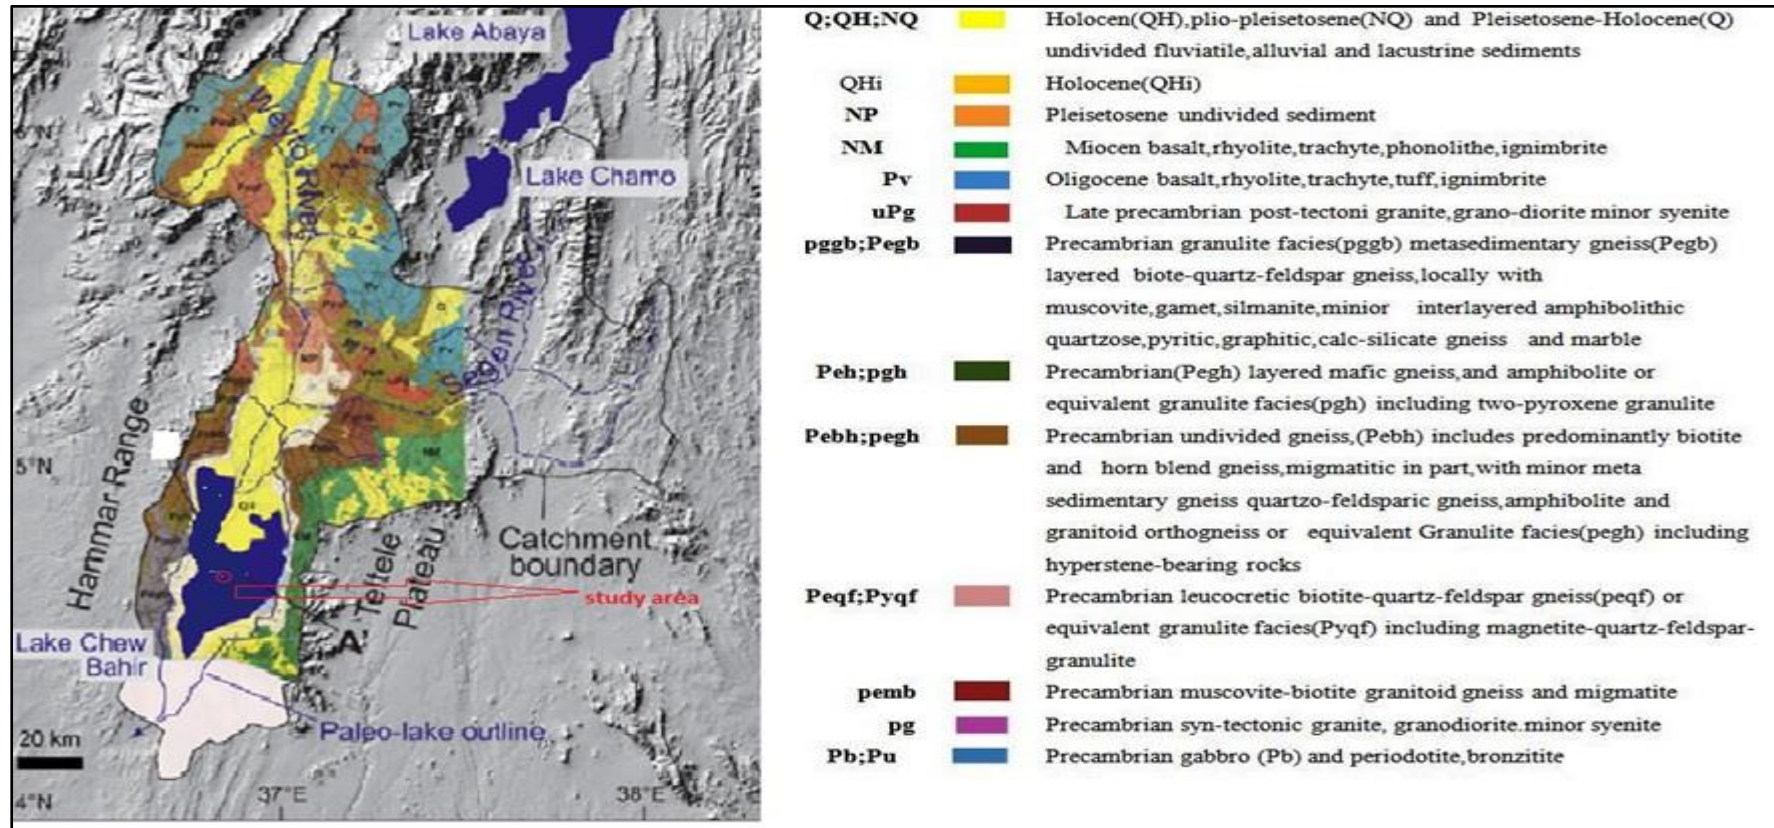 Lake Abaya
6°N
Weyto River
Lake Chamo
Pv
Segen River
NP
uPg
5°N
NM
QH
Hammar Range
Teltele
Plateau
Catchment
boundary
study area
A'
Lake Chew
Bahir
Paleo-lake outline
20 km
4°N
37°E
38°E
Q;QH;NQ Holocen(QH),plio-pleisetosene(NQ) and Pleisetosene-Holocene(Q)
undivided fluviatile,alluvial and lacustrine sediments
QHi Holocene(QHi)
NP Pleisetosene undivided sediment
NM Miocen basalt,rhyolite,trachyte,phonolithe,ignimbrite
Pv Oligocene basalt,rhyolite,trachyte,tuff,ignimbrite
uPg Late precambrian post-tectoni granite,grano-diorite minor syenite
pggb;Pegb Precambrian granulite facies(pggb) metasedimentary gneiss(Pegb)
layered biote-quartz-feldspar gneiss,locally with
muscovite,gamet,silmanite,minior interlayered amphibolithic
quartzose,pyritic,graphitic,calc-silicate gneiss and marble
Peh;pgh Precambrian(Pegh) layered mafic gneiss,and amphibolite or
equivalent granulite facies(pgh) including two-pyroxene granulite
Pebh;pegh Precambrian undivided gneiss,(Pebh) includes predominantly biotite
and horn blend gneiss,migmatitic in part,with minor meta
sedimentary gneiss quartzo-feldsparic gneiss,amphibolite and
granitoid orthogneiss or equivalent Granulite facies(pegh) including
hyperstene-bearing rocks
Peqf;Pyqf Precambrian leucocretic biotite-quartz-feldspar gneiss(peqf) or
equivalent granulite facies(Pyqf) including magnetite-quartz-feldspar-
granulite
pemb Precambrian muscovite-biotite granitoid gneiss and migmatite
pg Precambrian syn-tectonic granite, granodiorite.minor syenite
Pb;Pu Precambrian gabbro (Pb) and periodotite,bronzitite